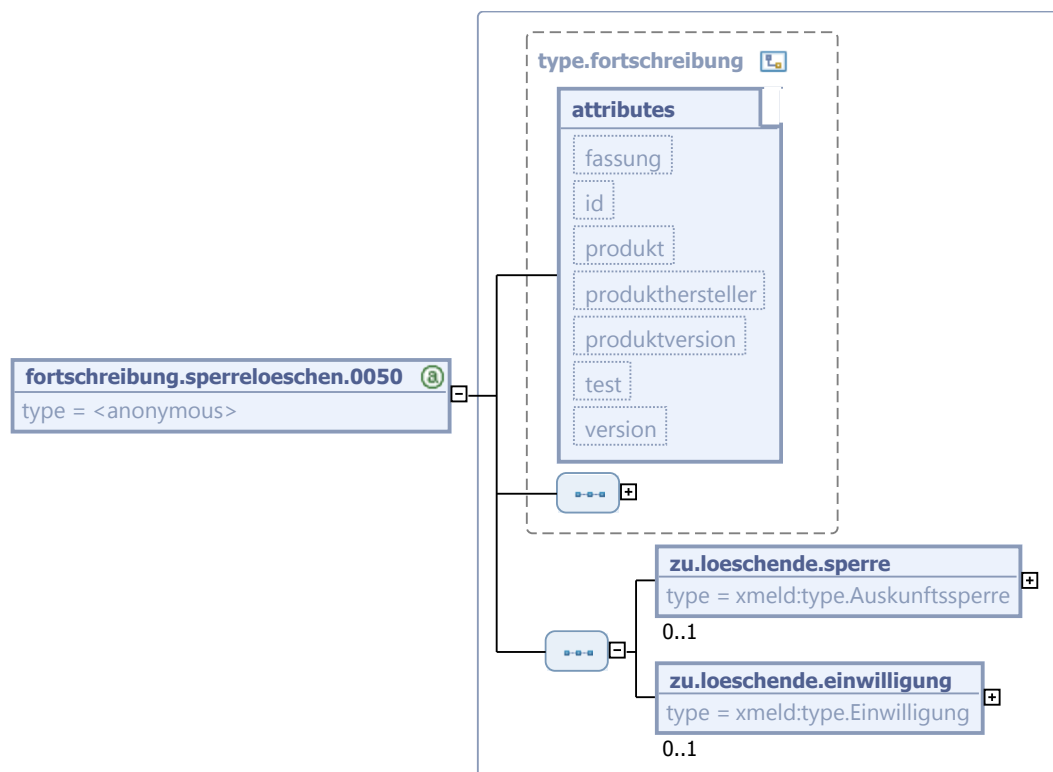 type.fortschreibung
attributes
fassung
id
produkt
produkthersteller
produktversion
test
version
fortschreibung.sperreloeschen.0050 @
type = <anonymous>
zu.loeschende.sperre
type = xmeld:type.Auskunftssperre
0..1
zu.loeschende.einwilligung
type = xmeld:type.Einwilligung
0..1